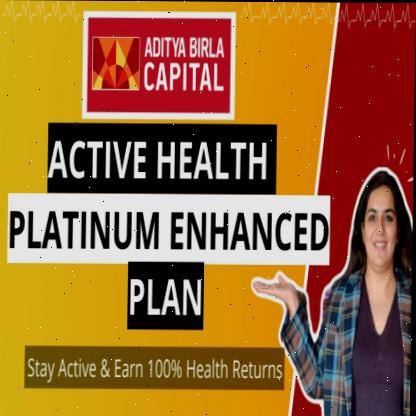 ADITYA BIRLA
CAPITAL
ACTIVE HEALTH
PLATINUM ENHANCED
PLAN
Stay Active & Earn 100% Health Returns